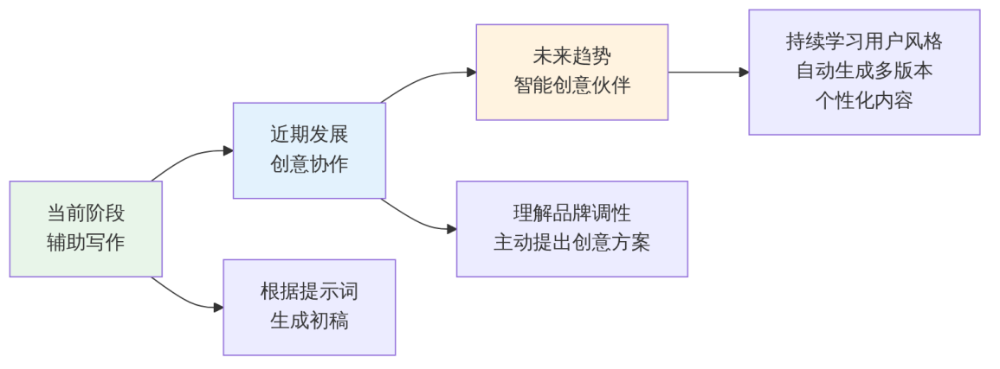 当前阶段
辅助写作
近期发展
创意协作
根据提示词
生成初稿
未来趋势
智能创意伙伴
理解品牌调性
主动提出创意方案
持续学习用户风格
自动生成多版本
个性化内容